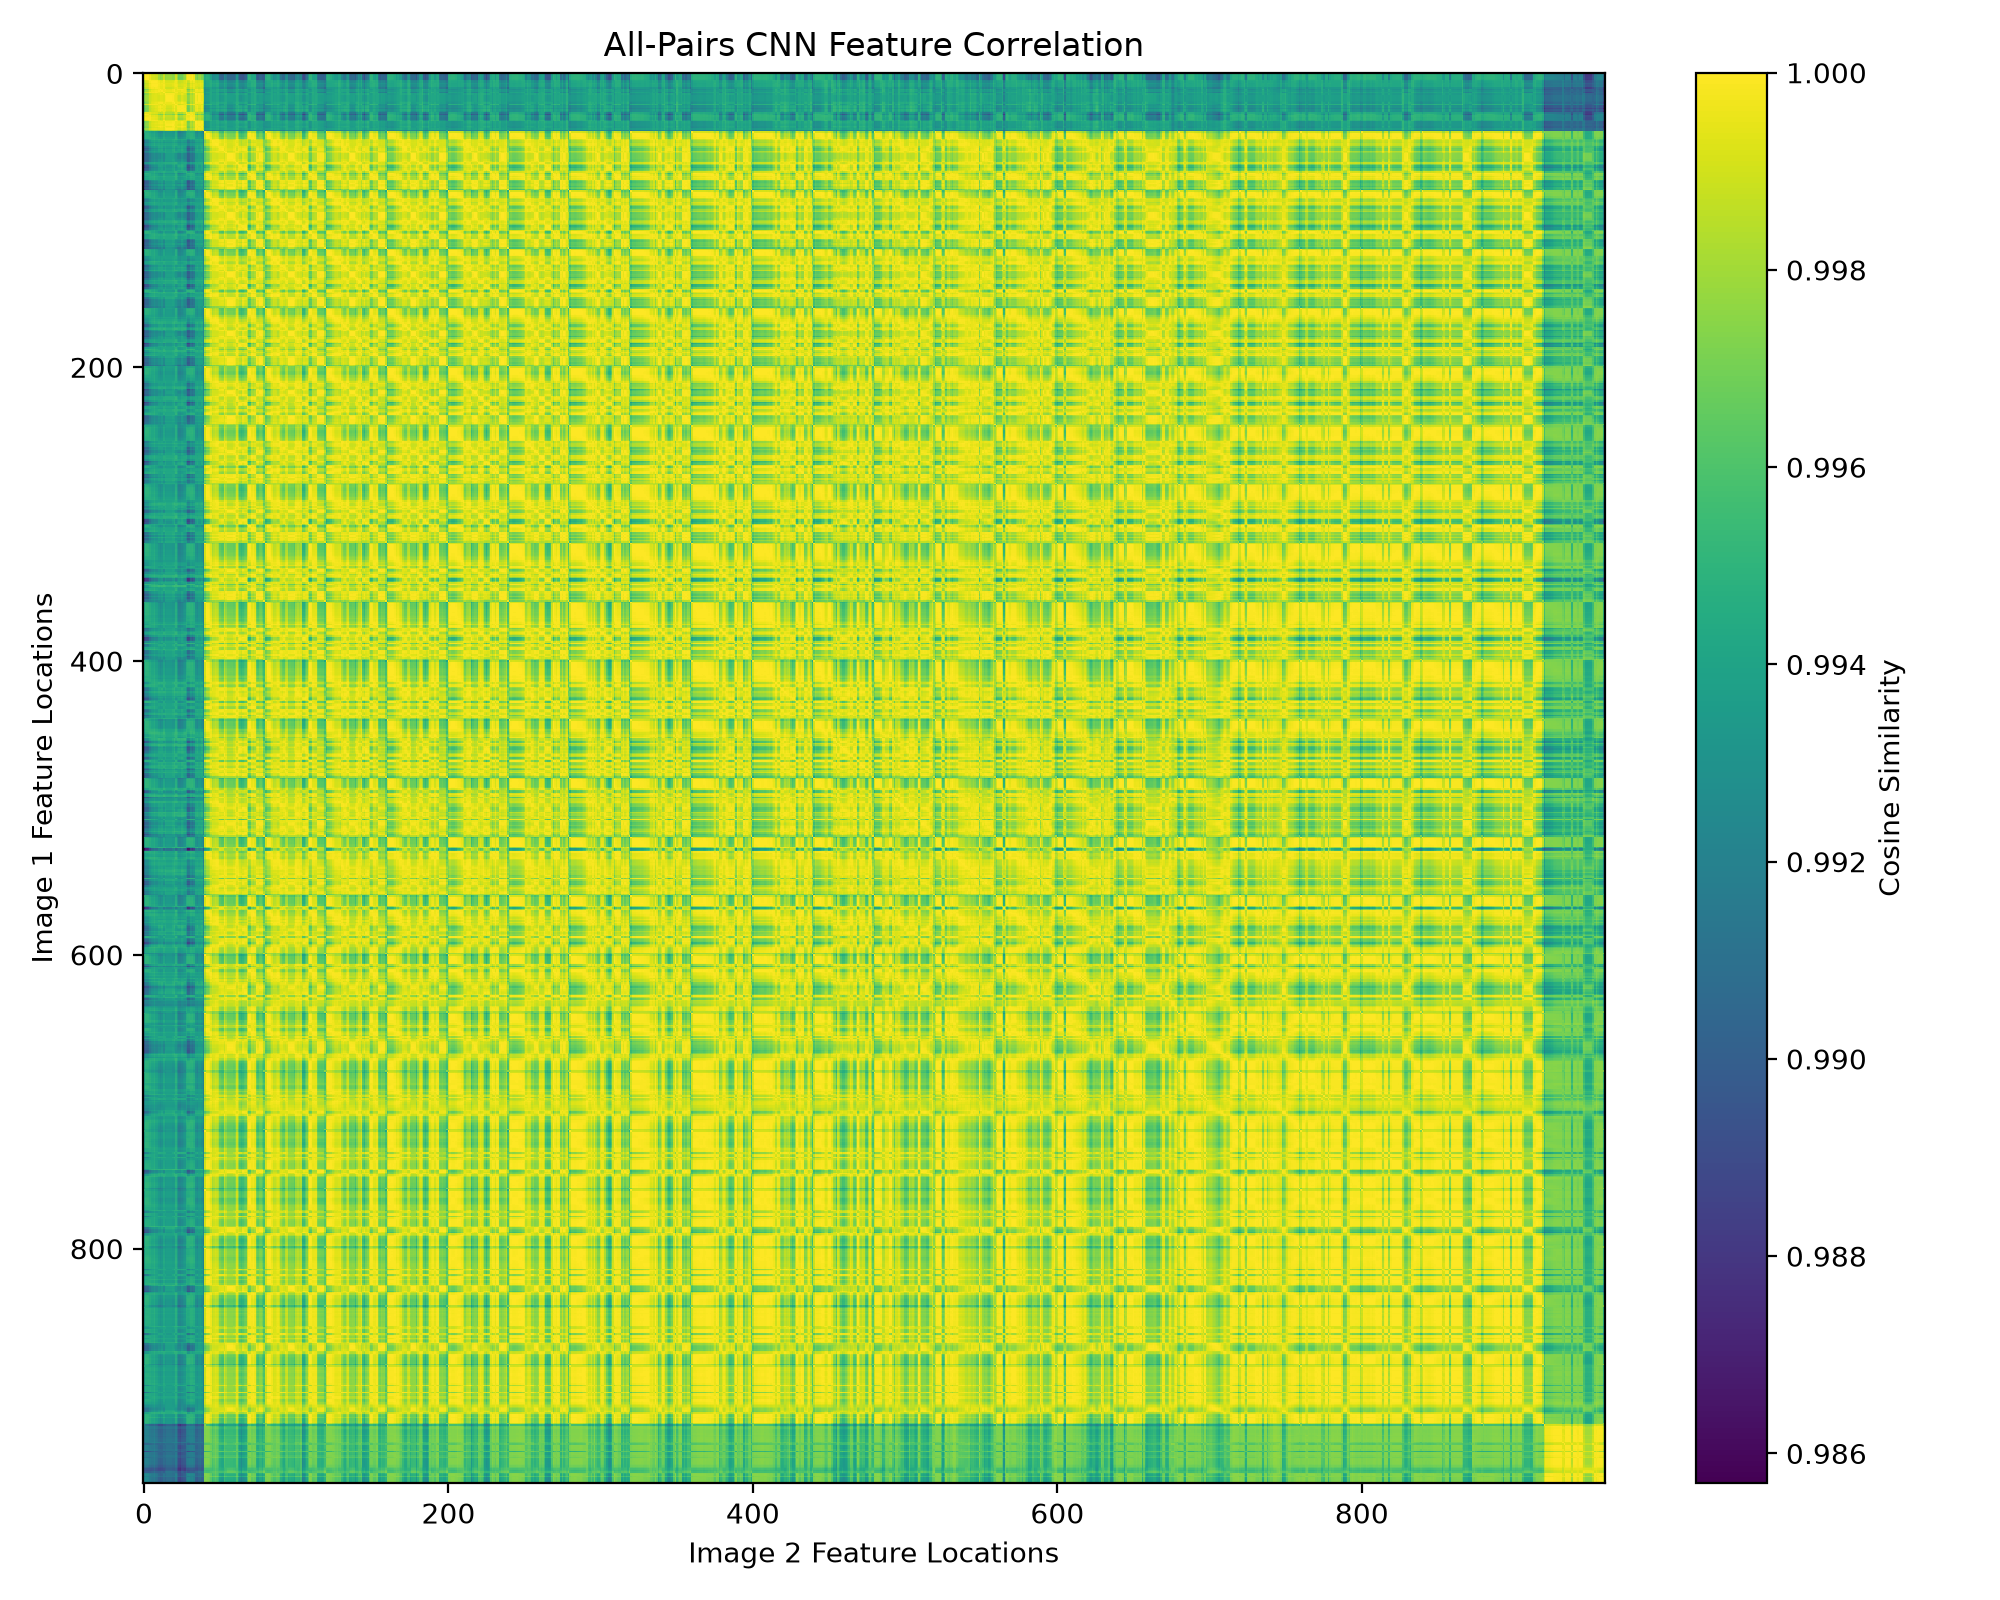 All-Pairs CNN Feature Correlation
0
200
400
600
800
Image 1 Feature Locations
0 200 400 600 800
Image 2 Feature Locations
1.000
0.998
0.996
0.994
0.992
0.990
0.988
0.986
Cosine Similarity